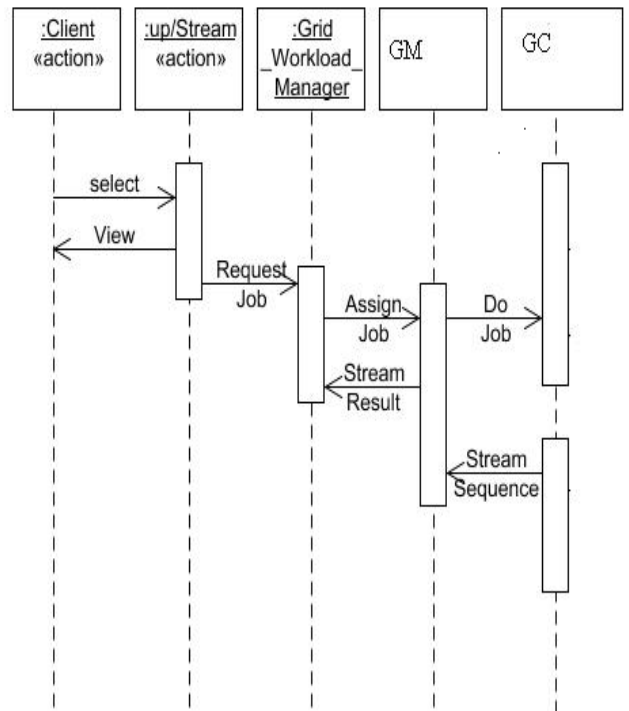 :Client
«action»
:up/Stream
«action»
:Grid
_Workload_
Manager
GM
GC
select
View
Request
Job
Assign
Job
Do
Job
Stream
Result
Stream
Sequence